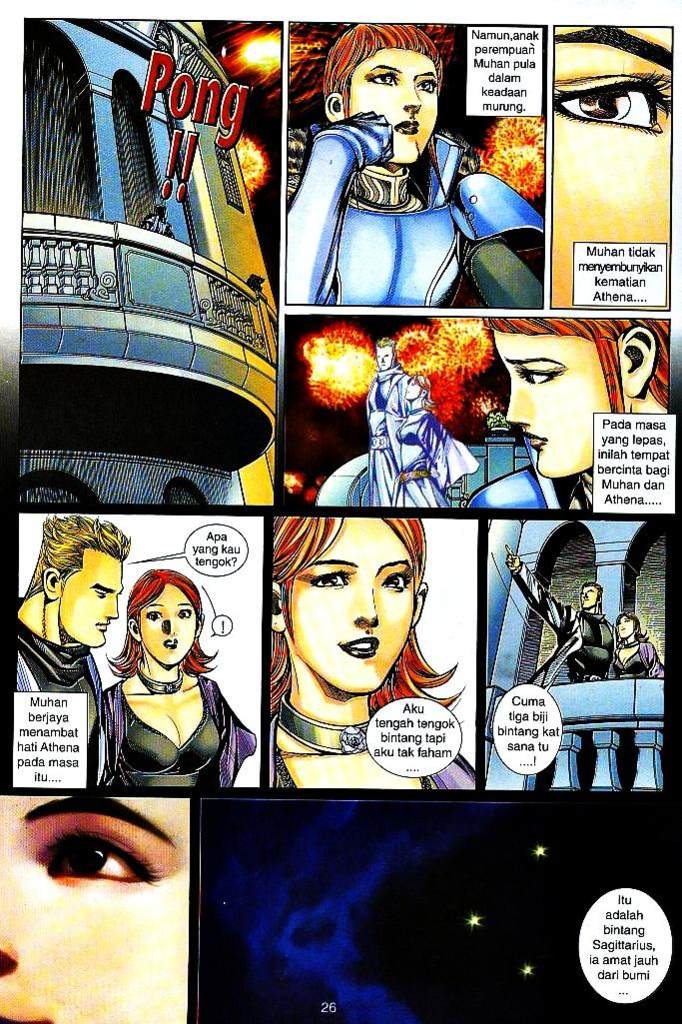 Pong
!!
Namun,anak
perempuan
Muhan pula
dalam
keadaan
murung.
Muhan tidak
menyembunyikan
kematian
Athena....
Pada masa
yang lepas,
inilah tempat
bercinta bagi
Muhan dan
Athena.....
Apa
yang kau
tengok?
!
Muhan
berjaya
menambat
hati Athena
pada masa
itu....
Aku
tengah tengok
bintang tapi
aku tak faham
....
Cuma
tiga biji
bintang kat
sana tu
....!
Itu
adalah
bintang
Sagittarius,
ia amat jauh
dari bumi
...
26